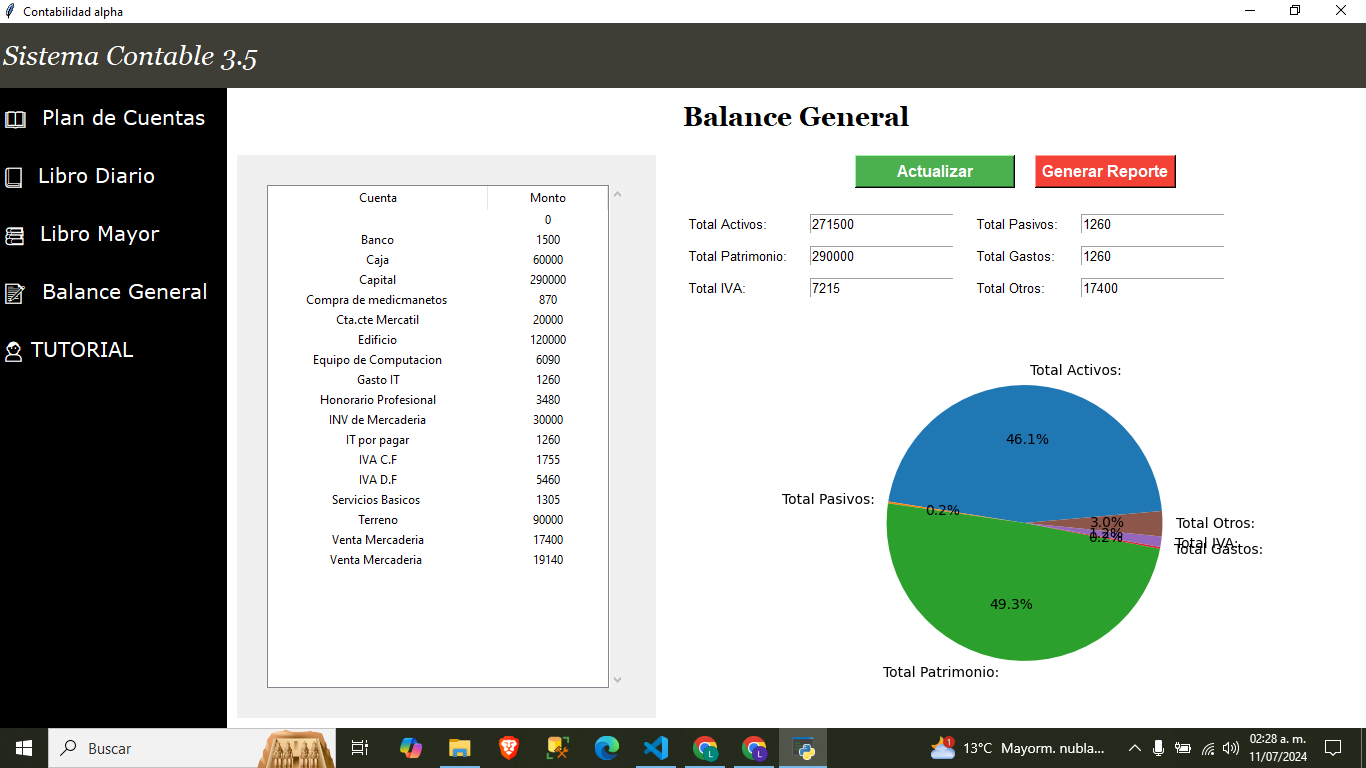 Contabilidad alpha
Sistema Contable 3.5
Plan de Cuentas
Libro Diario
Libro Mayor
Balance General
TUTORIAL
Balance General
Actualizar Generar Reporte
Cuenta Monto
0
Banco 1500
Caja 60000
Capital 290000
Compra de medicmanetos 870
Cta.cte Mercatil 20000
Edificio 120000
Equipo de Computacion 6090
Gasto IT 1260
Honorario Profesional 3480
INV de Mercaderia 30000
IT por pagar 1260
IVA C.F 1755
IVA D.F 5460
Servicios Basicos 1305
Terreno 90000
Venta Mercaderia 17400
Venta Mercaderia 19140
Total Activos: 271500 Total Pasivos: 1260
Total Patrimonio: 290000 Total Gastos: 1260
Total IVA: 7215 Total Otros: 17400
Total Activos:
46.1%
Total Pasivos:
0.2%
3.0% Total Otros:
1.2% Total IVA:
0.2% Total Gastos:
49.3%
Total Patrimonio:
Buscar
1
L
L
13°C Mayorm. nubla...
02:28 a. m.
11/07/2024